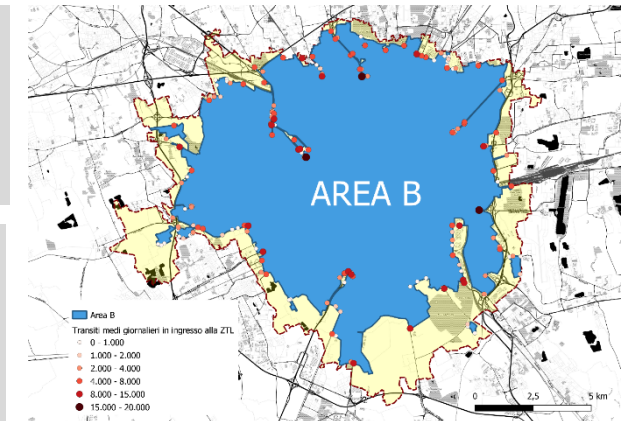 AREA B
Area B
Transiti medi giornalieri in ingresso alla ZTL
0 - 1.000
1.000 - 2.000
2.000 - 4.000
4.000 - 8.000
8.000 - 15.000
15.000 - 20.000
0 2,5 5 km